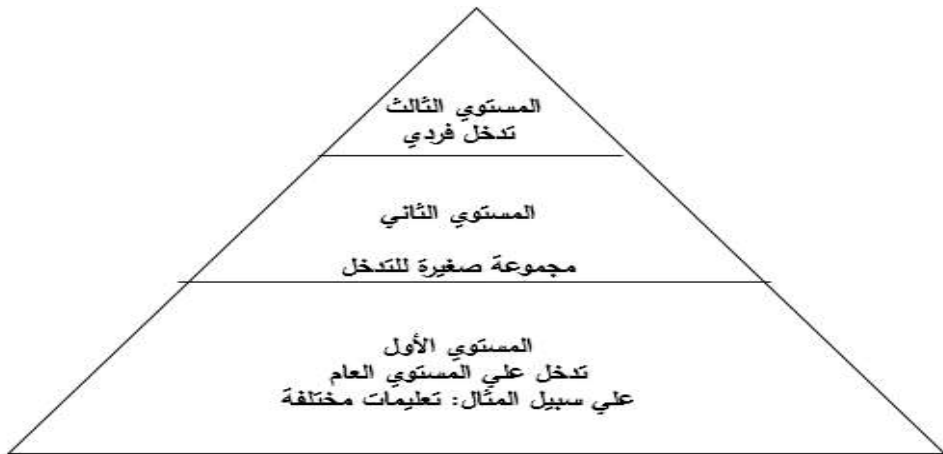 المستوي الثالث
تدخل فردي
المستوي الثاني
مجموعة صغيرة للتدخل
المستوي الأول
تدخل علي المستوي العام
علي سبيل المثال: تعليمات مختلفة